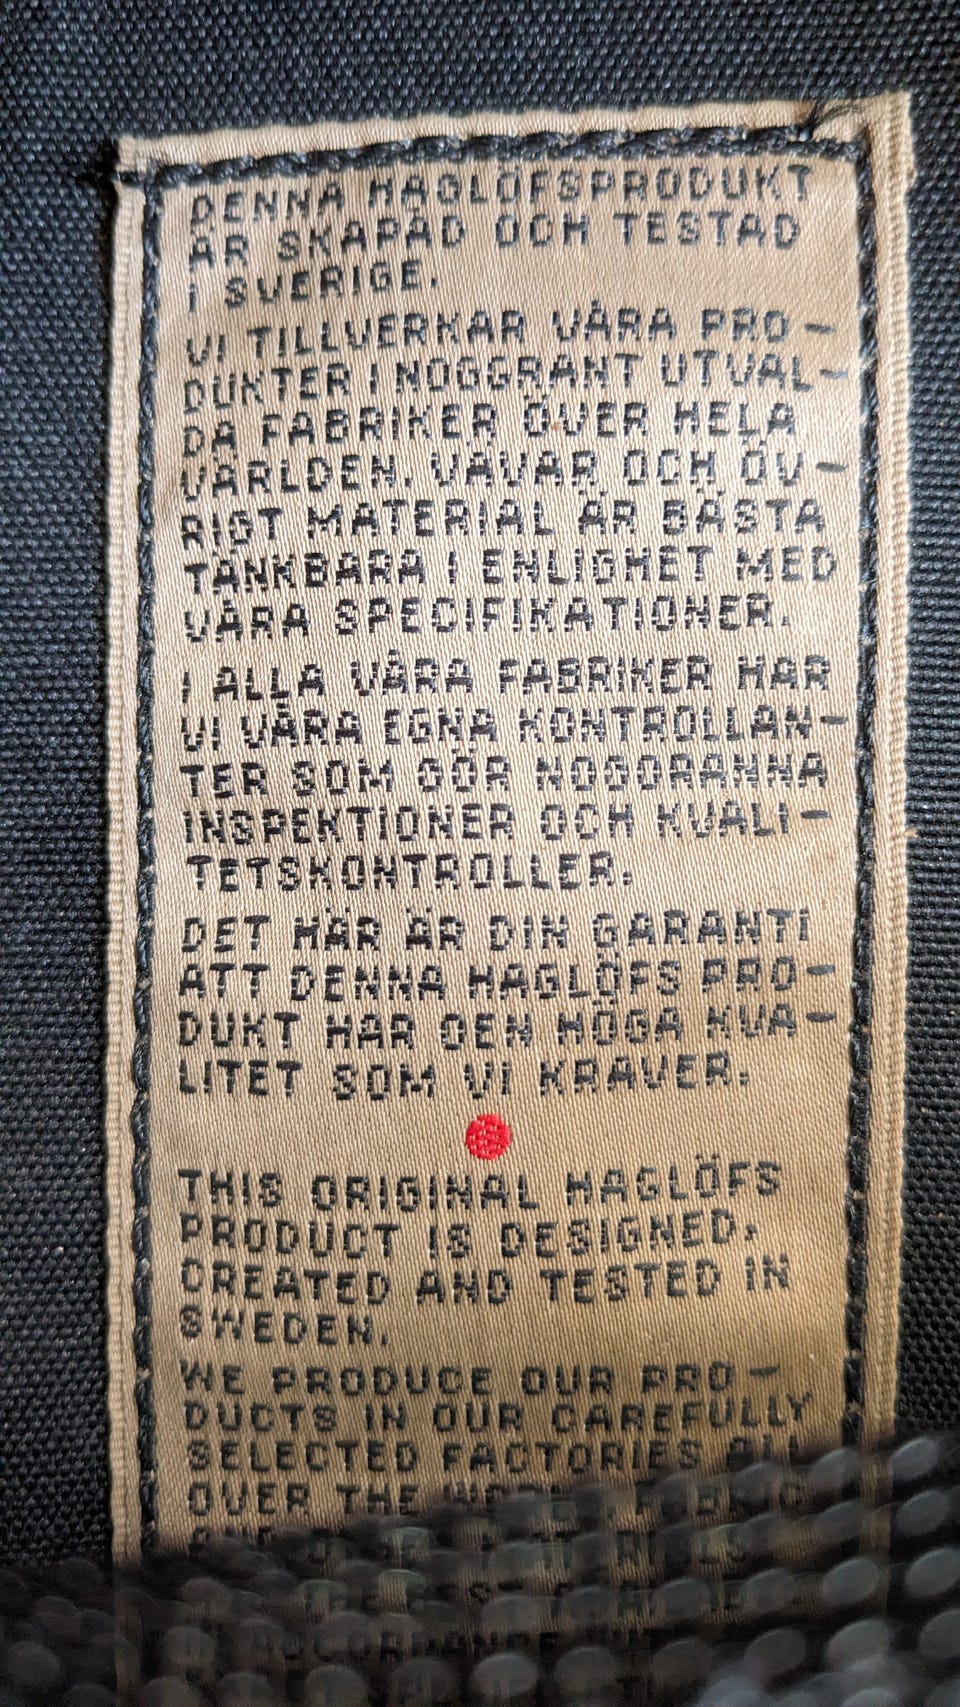 DENNA HAGLÖFSPRODUKT
ÄR SKAPAD OCH TESTAD
I SVERIGE.
VI TILLVERKAR VÅRA PRO-
DUKTER I NOGGRANT UTVAL-
DA FABRIKER ÖVER HELA
VÄRLDEN. VÄVAR OCH ÖV-
RIGT MATERIAL ÄR BÄSTA
TÄNKBARA I ENLIGHET MED
VÅRA SPECIFIKATIONER.
I ALLA VÅRA FABRIKER HAR
VI VÅRA EGNA KONTROLLAN-
TER SOM GÖR NOGGRANNA
INSPEKTIONER OCH KVALI-
TETSKONTROLLER.
DET HÄR ÄR DIN GARANTI
ATT DENNA HAGLÖFS PRO-
DUKT HAR DEN HÖGA KVA-
LITET SOM VI KRÄVER.
THIS ORIGINAL HAGLÖFS
PRODUCT IS DESIGNED,
CREATED AND TESTED IN
SWEDEN.
WE PRODUCE OUR PRO-
DUCTS IN OUR CAREFULLY
SELECTED FACTORIES ALL
OVER THE